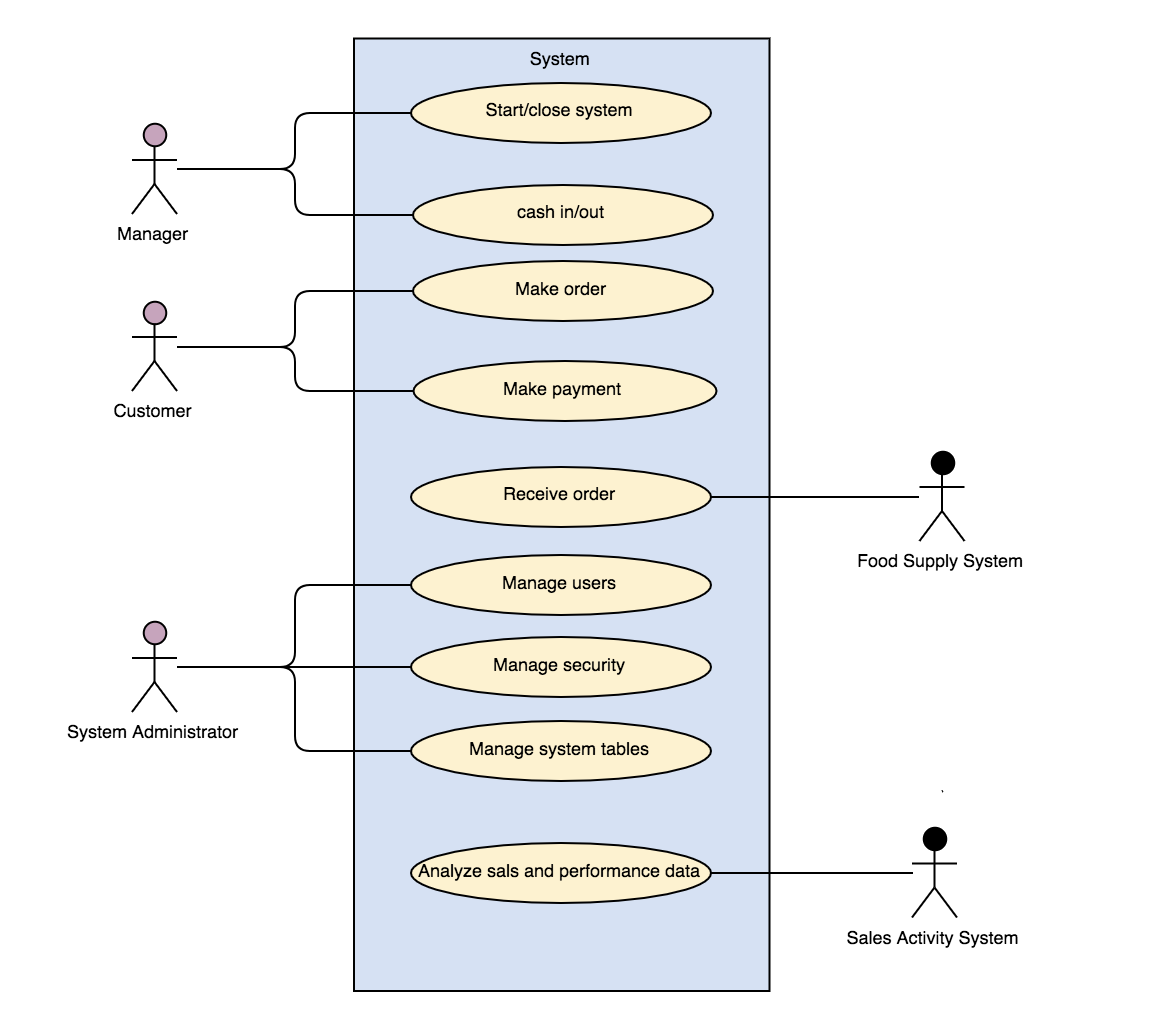 System
Start/close system
cash in/out
Manager
Make order
Make payment
Customer
Receive order
Food Supply System
Manage users
Manage security
Manage system tables
System Administrator
Analyze sals and performance data
Sales Activity System